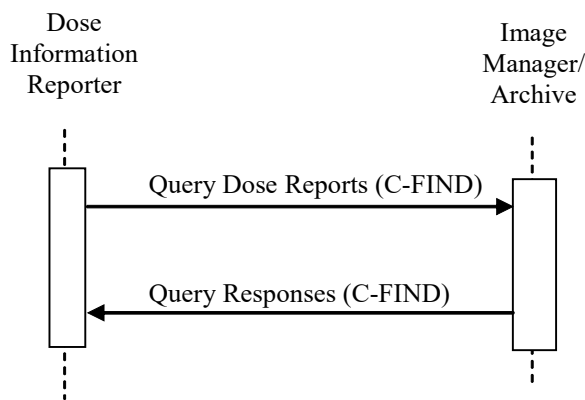 Dose
Information
Reporter
Image
Manager/
Archive
Query Dose Reports (C-FIND)
Query Responses (C-FIND)